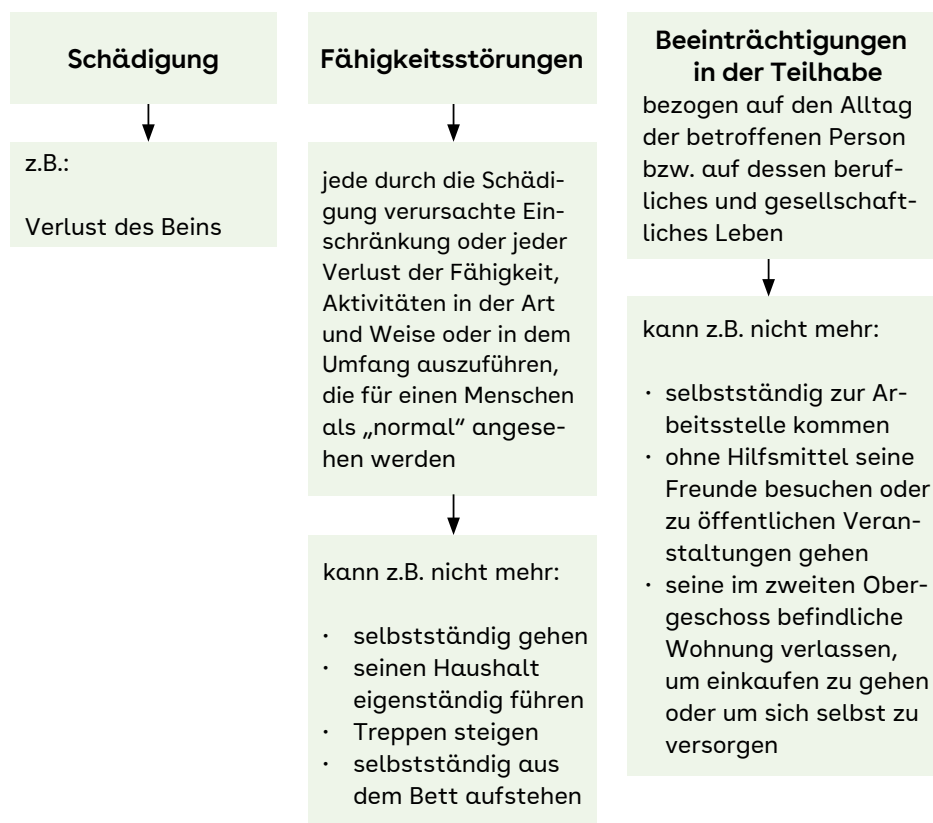 Schädigung
z.B.:
Verlust des Beins
Fähigkeitsstörungen
jede durch die Schädi-
gung verursachte Ein-
schränkung oder jeder
Verlust der Fähigkeit,
Aktivitäten in der Art
und Weise oder in dem
Umfang auszuführen,
die für einen Menschen
als „normal“ angese-
hen werden
kann z.B. nicht mehr:
· selbstständig gehen
· seinen Haushalt
eigenständig führen
· Treppen steigen
· selbstständig aus
dem Bett aufstehen
Beeinträchtigungen
in der Teilhabe
bezogen auf den Alltag
der betroffenen Person
bzw. auf dessen beruf-
liches und gesellschaft-
liches Leben
kann z.B. nicht mehr:
· selbstständig zur Ar-
beitsstelle kommen
· ohne Hilfsmittel seine
Freunde besuchen oder
zu öffentlichen Veran-
staltungen gehen
· seine im zweiten Ober-
geschoss befindliche
Wohnung verlassen,
um einkaufen zu gehen
oder um sich selbst zu
versorgen